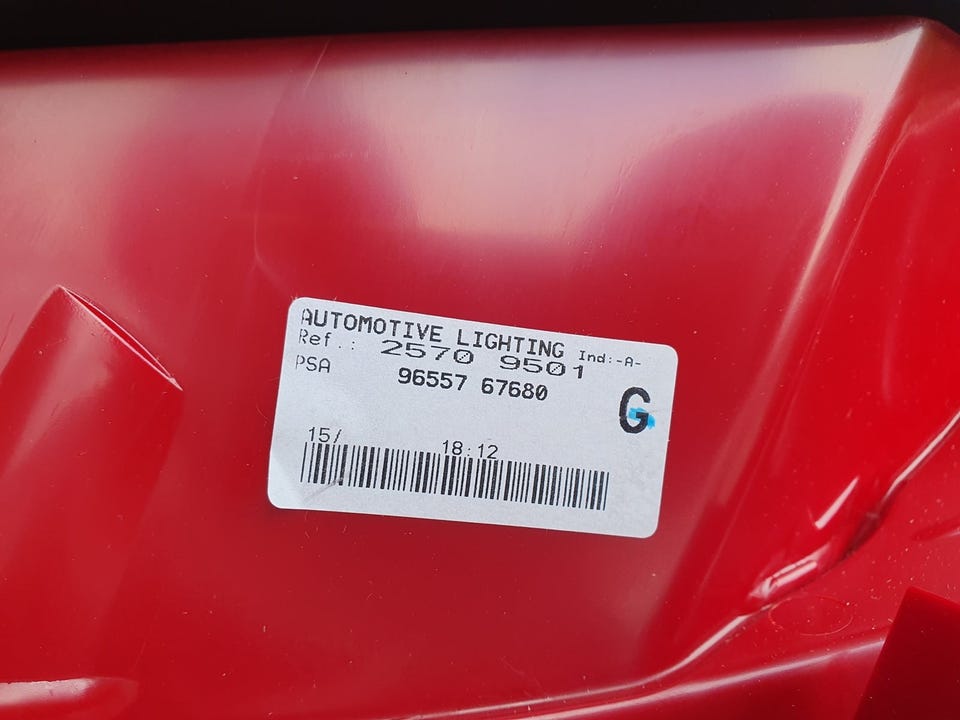 AUTOMOTIVE LIGHTING
Ref.: 2570 9501 Ind:-A-
PSA 96557 67680
G
15/ 18:12